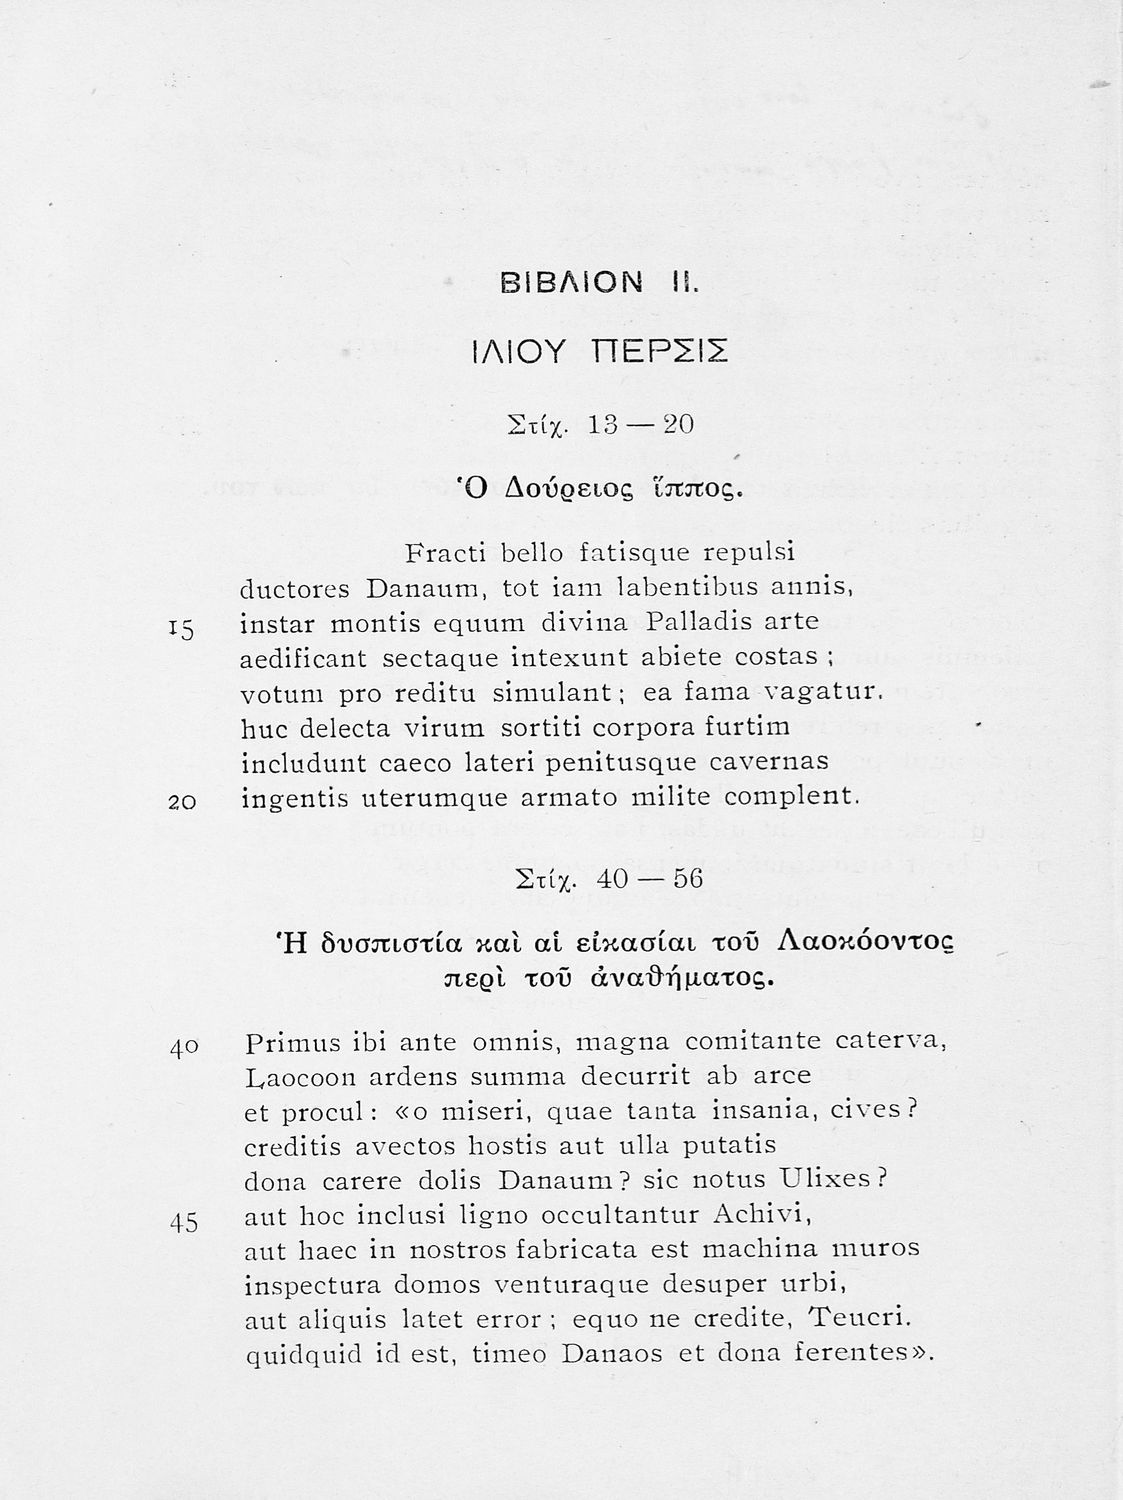 ΒΙΒΛΙΟΝ ΙΙ.
ΙΛΙΟΥ ΠΕΡΣΙΣ
Στίχ. 13 — 20
Ὁ Δούρειος ἵππος.
Fracti bello fatisque repulsi
ductores Danaum, tot iam labentibus annis,
15 instar montis equum divina Palladis arte
aedificant sectaque intexunt abiete costas ;
votum pro reditu simulant ; ea fama vagatur.
huc delecta virum sortiti corpora furtim
includunt caeco lateri penitusque cavernas
20 ingentis uterumque armato milite complent.
Στίχ. 40 — 56
Ἡ δυσπιστία καὶ αἱ εἰκασίαι τοῦ Λαοκόοντος
περὶ τοῦ ἀναθήματος.
40 Primus ibi ante omnis, magna comitante caterva,
Laocoon ardens summa decurrit ab arce
et procul : «o miseri, quae tanta insania, cives ?
creditis avectos hostis aut ulla putatis
dona carere dolis Danaum ? sic notus Ulixes ?
45 aut hoc inclusi ligno occultantur Achivi,
aut haec in nostros fabricata est machina muros
inspectura domos venturaque desuper urbi,
aut aliquis latet error ; equo ne credite, Teucri.
quidquid id est, timeo Danaos et dona ferentes».